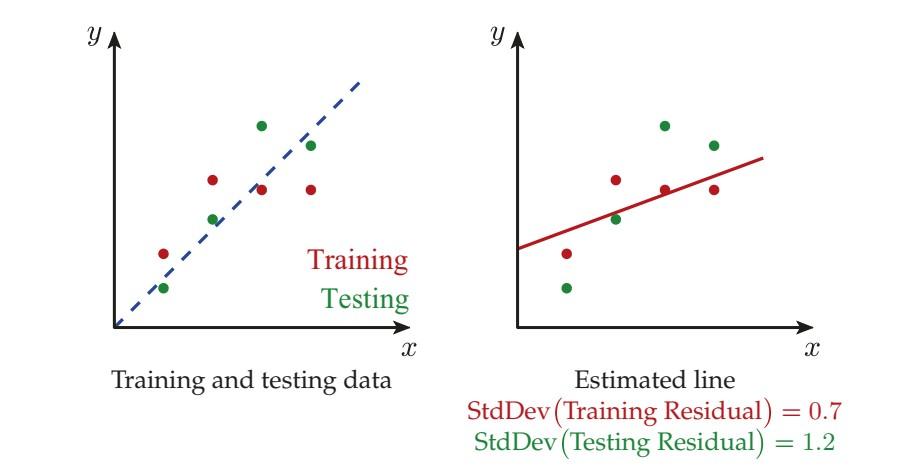 y
Training
Testing
x
Training and testing data
y
x
Estimated line
StdDev(Training Residual) = 0.7
StdDev(Testing Residual) = 1.2